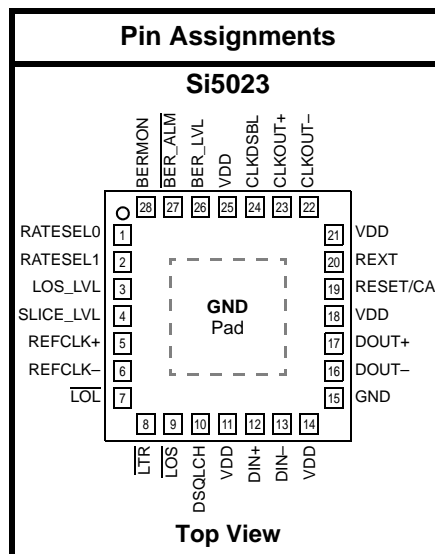 Pin Assignments
Si5023
BERMON
BER_ALM
BER_LVL
VDD
CLKDSBL
CLKOUT+
CLKOUT–
28 27 26 25 24 23 22
RATESEL0 1
RATESEL1 2
LOS_LVL 3
SLICE_LVL 4
REFCLK+ 5
REFCLK– 6
LOL 7
GND
Pad
21 VDD
20 REXT
19 RESET/CAL
18 VDD
17 DOUT+
16 DOUT–
15 GND
8 9 10 11 12 13 14
LTR
LOS
DSQLCH
VDD
DIN+
DIN–
VDD
Top View